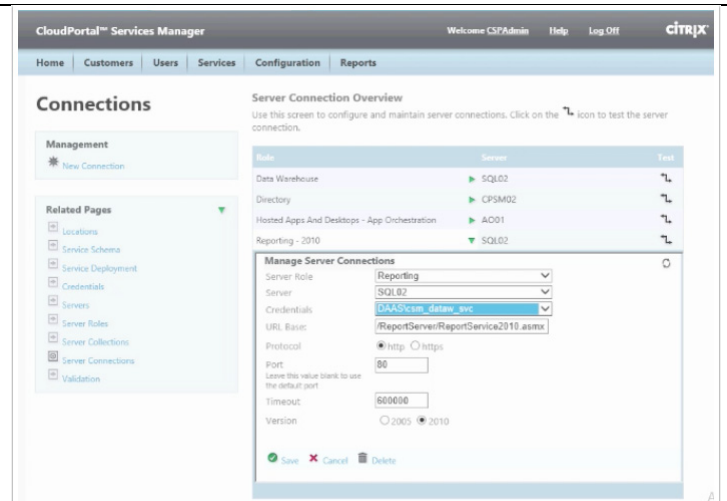 CloudPortal™ Services Manager
Welcome CSPAdmin Help Log Off CITRIX
Home Customers Users Services Configuration Reports
Connections
Management
New Connection
Related Pages
Locations
Service Schema
Service Deployment
Credentials
Servers
Server Roles
Server Collections
Server Connections
Validation
Server Connection Overview
Use this screen to configure and maintain server connections. Click on the icon to test the server
connection.
Role Server Test
Data Warehouse SQL02
Directory CPSM02
Hosted Apps And Desktops - App Orchestration AO01
Reporting - 2010 SQL02
Manage Server Connections
Server Role Reporting
Server SQL02
Credentials DAAS\csm_dataw_svc
URL Base: /ReportServer/ReportService2010.asmx
Protocol http https
Port 80
Leave this value blank to use
the default port
Timeout 600000
Version 2005 2010
Save Cancel Delete